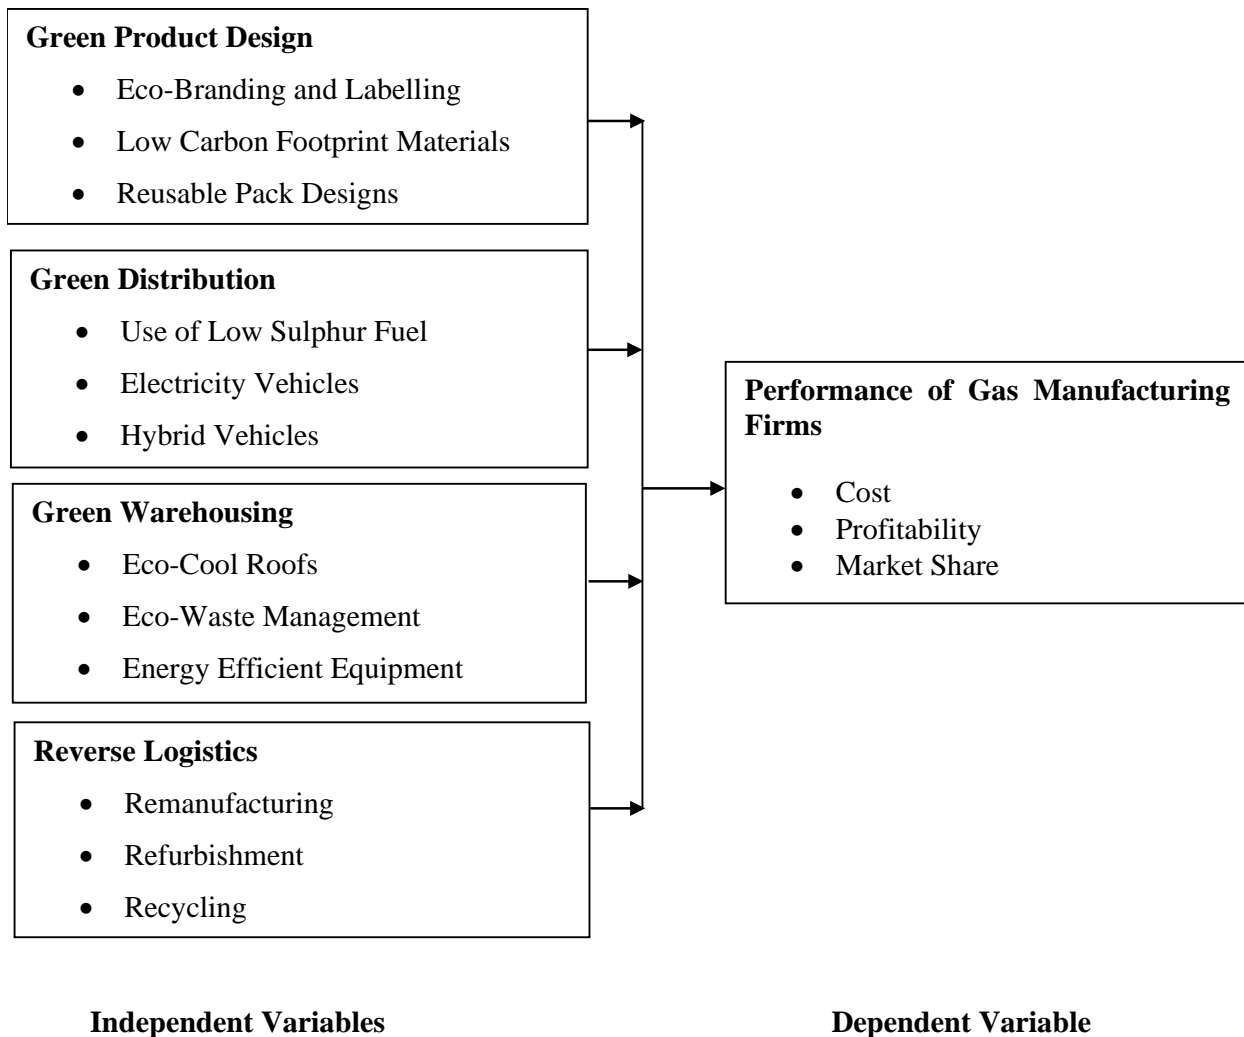 Green Product Design
• Eco-Branding and Labelling
• Low Carbon Footprint Materials
• Reusable Pack Designs
Green Distribution
• Use of Low Sulphur Fuel
• Electricity Vehicles
• Hybrid Vehicles
Green Warehousing
• Eco-Cool Roofs
• Eco-Waste Management
• Energy Efficient Equipment
Reverse Logistics
• Remanufacturing
• Refurbishment
• Recycling
Performance of Gas Manufacturing
Firms
• Cost
• Profitability
• Market Share
Independent Variables
Dependent Variable